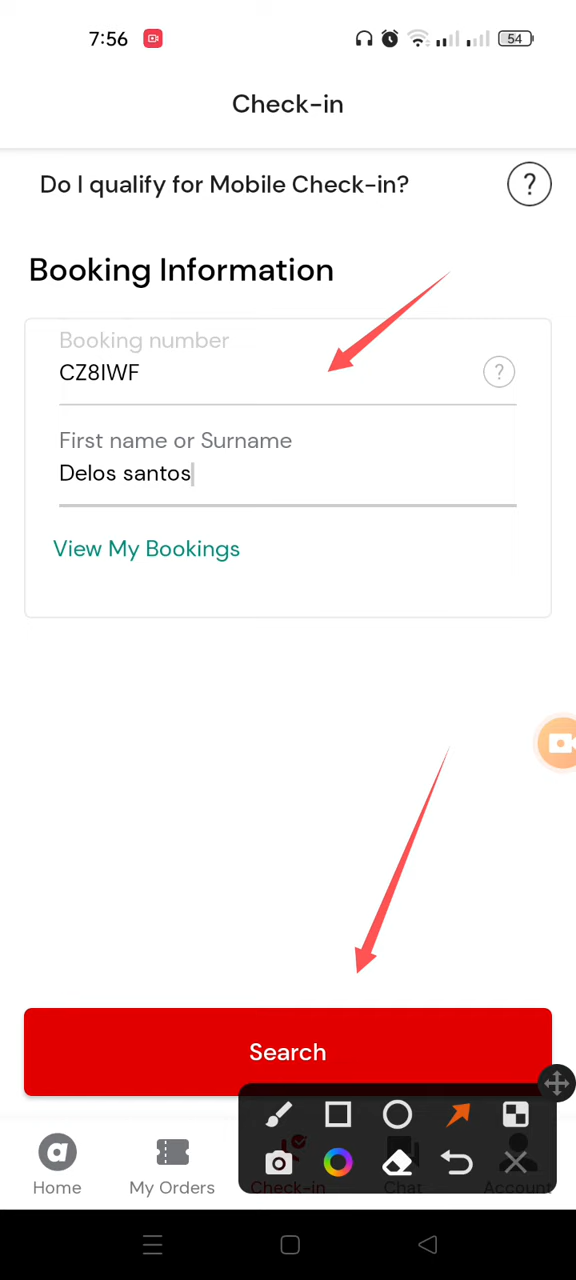 7:56
54
Check-in
Do I qualify for Mobile Check-in?
?
Booking Information
Booking number
CZ8IWF
?
First name or Surname
Delos santos
View My Bookings
Search
a
Home
My Orders
Check-in
Chat
Account